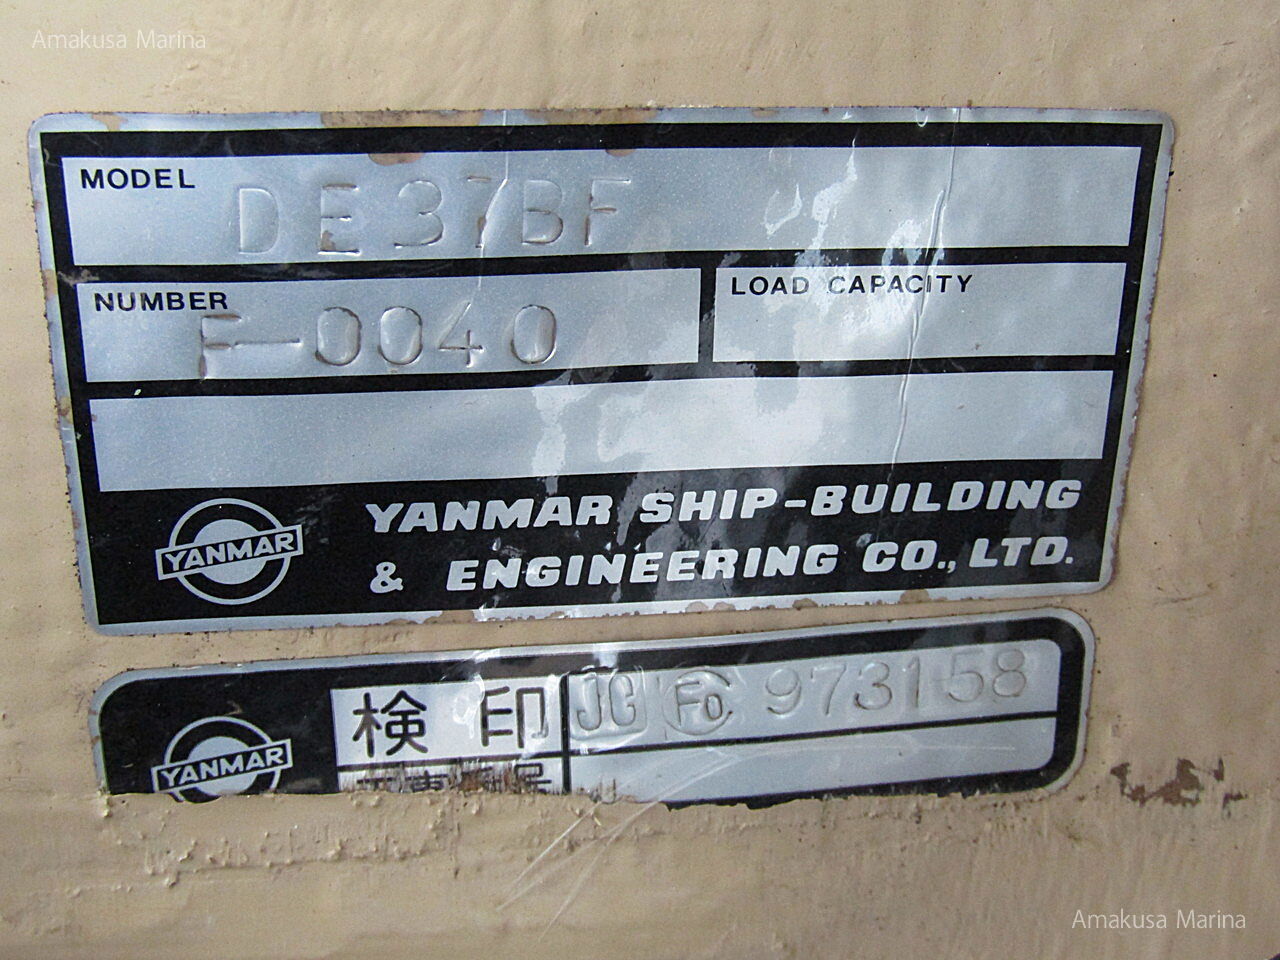 Amakusa Marina
MODEL DE37BF
NUMBER F-0040
LOAD CAPACITY
YANMAR
YANMAR SHIP-BUILDING
& ENGINEERING CO., LTD.
検 印 JG FD 973158
YANMAR
Amakusa Marina